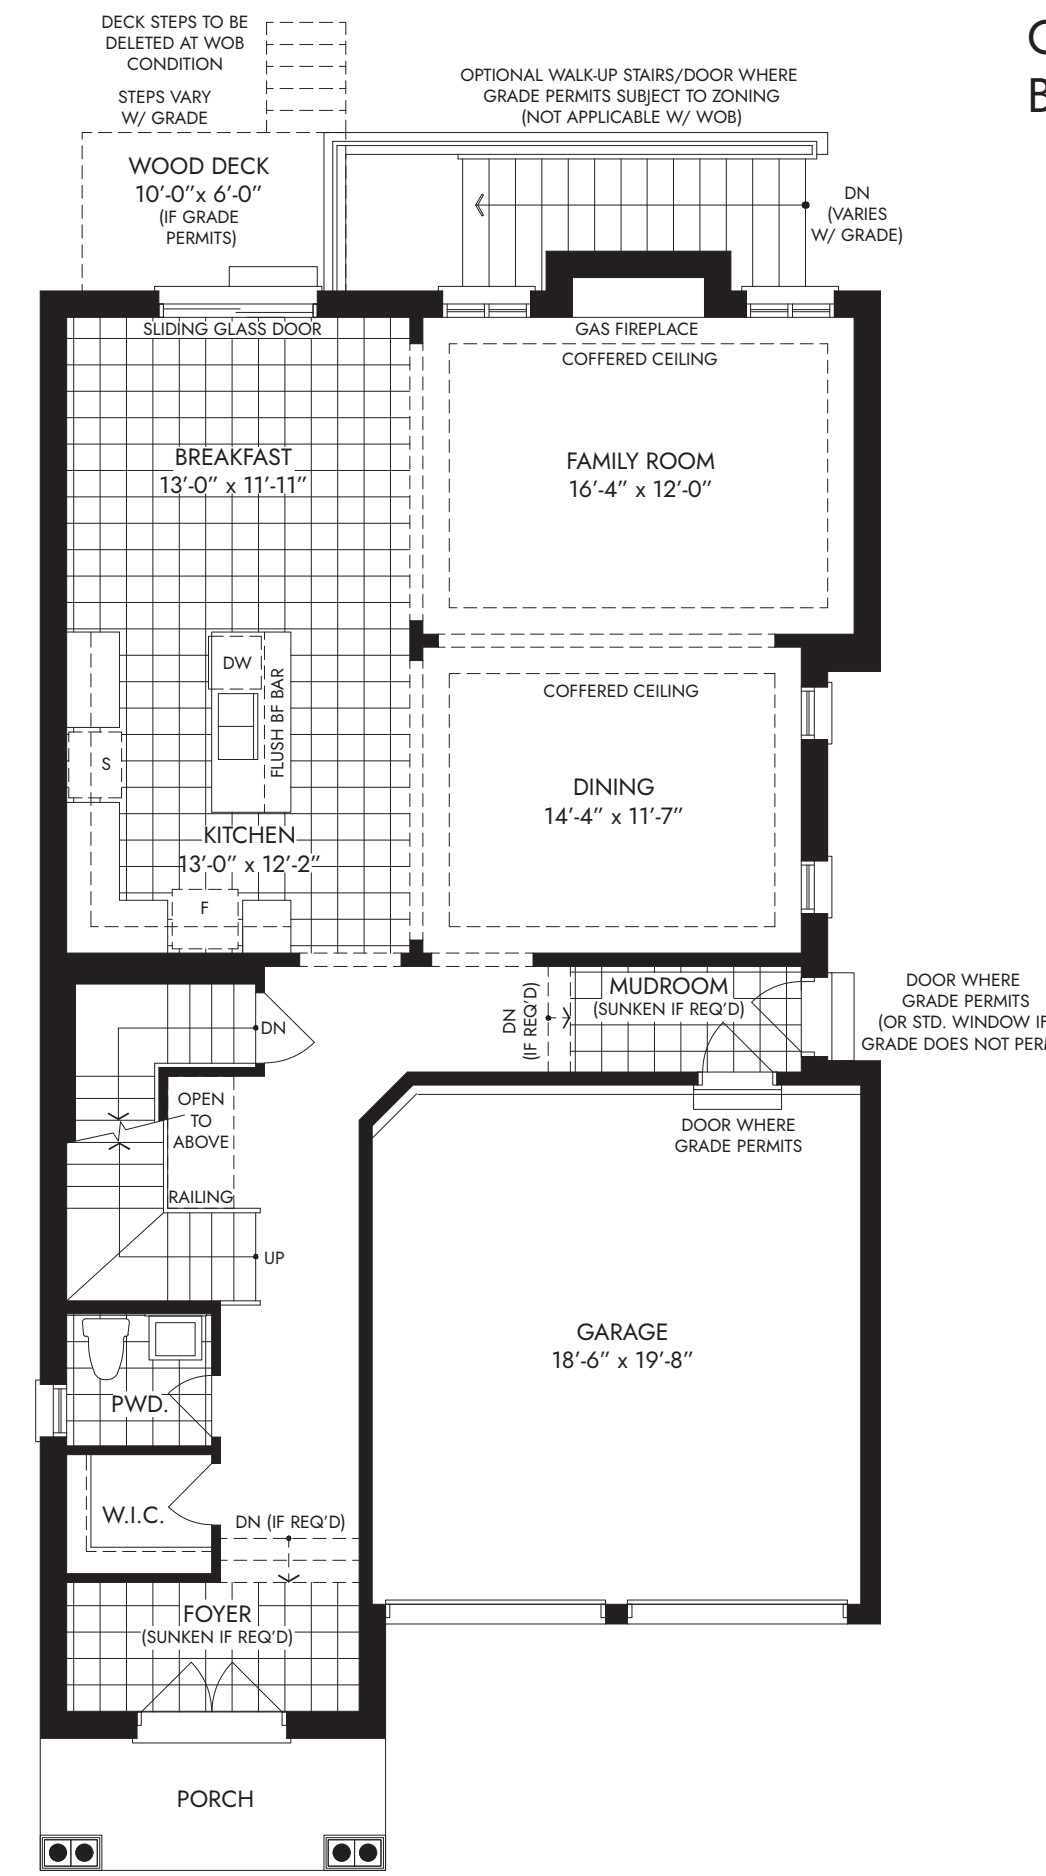 DECK STEPS TO BE
DELETED AT WOB
CONDITION
STEPS VARY
W/ GRADE
OPTIONAL WALK-UP STAIRS/DOOR WHERE
GRADE PERMITS SUBJECT TO ZONING
(NOT APPLICABLE W/ WOB)
WOOD DECK
10'-0"x 6'-0"
(IF GRADE
PERMITS)
DN
(VARIES
W/ GRADE)
SLIDING GLASS DOOR
GAS FIREPLACE
COFFERED CEILING
BREAKFAST
13'-0" x 11'-11"
FAMILY ROOM
16'-4" x 12'-0"
DW
FLUSH BF BAR
S
COFFERED CEILING
DINING
14'-4" x 11'-7"
KITCHEN
13'-0" x 12'-2"
F
DN
DN
(IF REQ'D)
MUDROOM
(SUNKEN IF REQ'D)
DOOR WHERE
GRADE PERMITS
(OR STD. WINDOW IF
GRADE DOES NOT
OPEN
TO
ABOVE
RAILING
DOOR WHERE
GRADE PERMITS
UP
GARAGE
18'-6" x 19'-8"
PWD.
W.I.C.
DN (IF REQ'D)
FOYER
(SUNKEN IF REQ'D)
PORCH